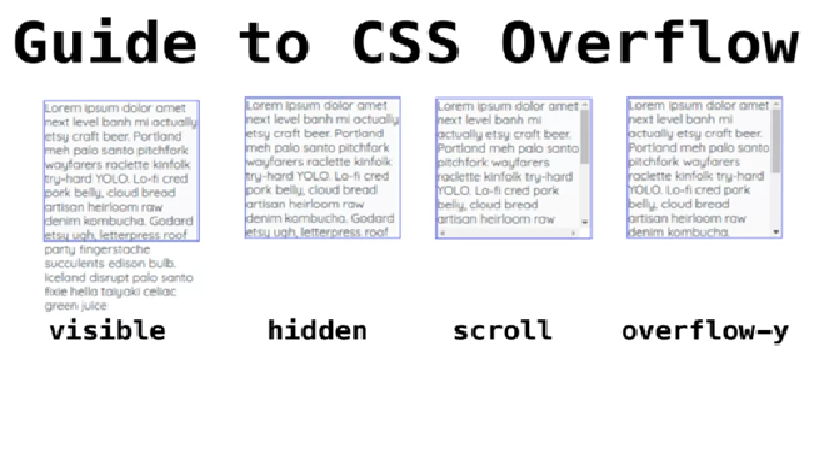 Guide to CSS Overflow
Lorem ipsum dolor amet
next level banh mi actually
etsy craft beer. Portland
meh palo santo pitchfork
wayfarers raclette kinfolk
try-hard YOLO. Lo-fi cred
pork belly, cloud bread
artisan heirloom raw
denim kombucha. Godard
etsy ugh, letterpress roof
party fingerstache
succulents edison bulb.
Iceland disrupt palo santo
fixie hella taiyaki celiac
green juice
visible
Lorem ipsum dolor amet
next level banh mi actually
etsy craft beer. Portland
meh palo santo pitchfork
wayfarers raclette kinfolk
try-hard YOLO. Lo-fi cred
pork belly, cloud bread
artisan heirloom raw
denim kombucha. Godard
etsy ugh, letterpress roof
hidden
Lorem ipsum dolor amet
next level banh mi
actually etsy craft beer.
Portland meh palo santo
pitchfork wayfarers
raclette kinfolk try-hard
YOLO. Lo-fi cred pork
belly, cloud bread
artisan heirloom raw
scroll
Lorem ipsum dolor amet
next level banh mi
actually etsy craft beer.
Portland meh palo santo
pitchfork wayfarers
raclette kinfolk try-hard
YOLO. Lo-fi cred pork
belly, cloud bread
artisan heirloom raw
denim kombucha.
overflow-y